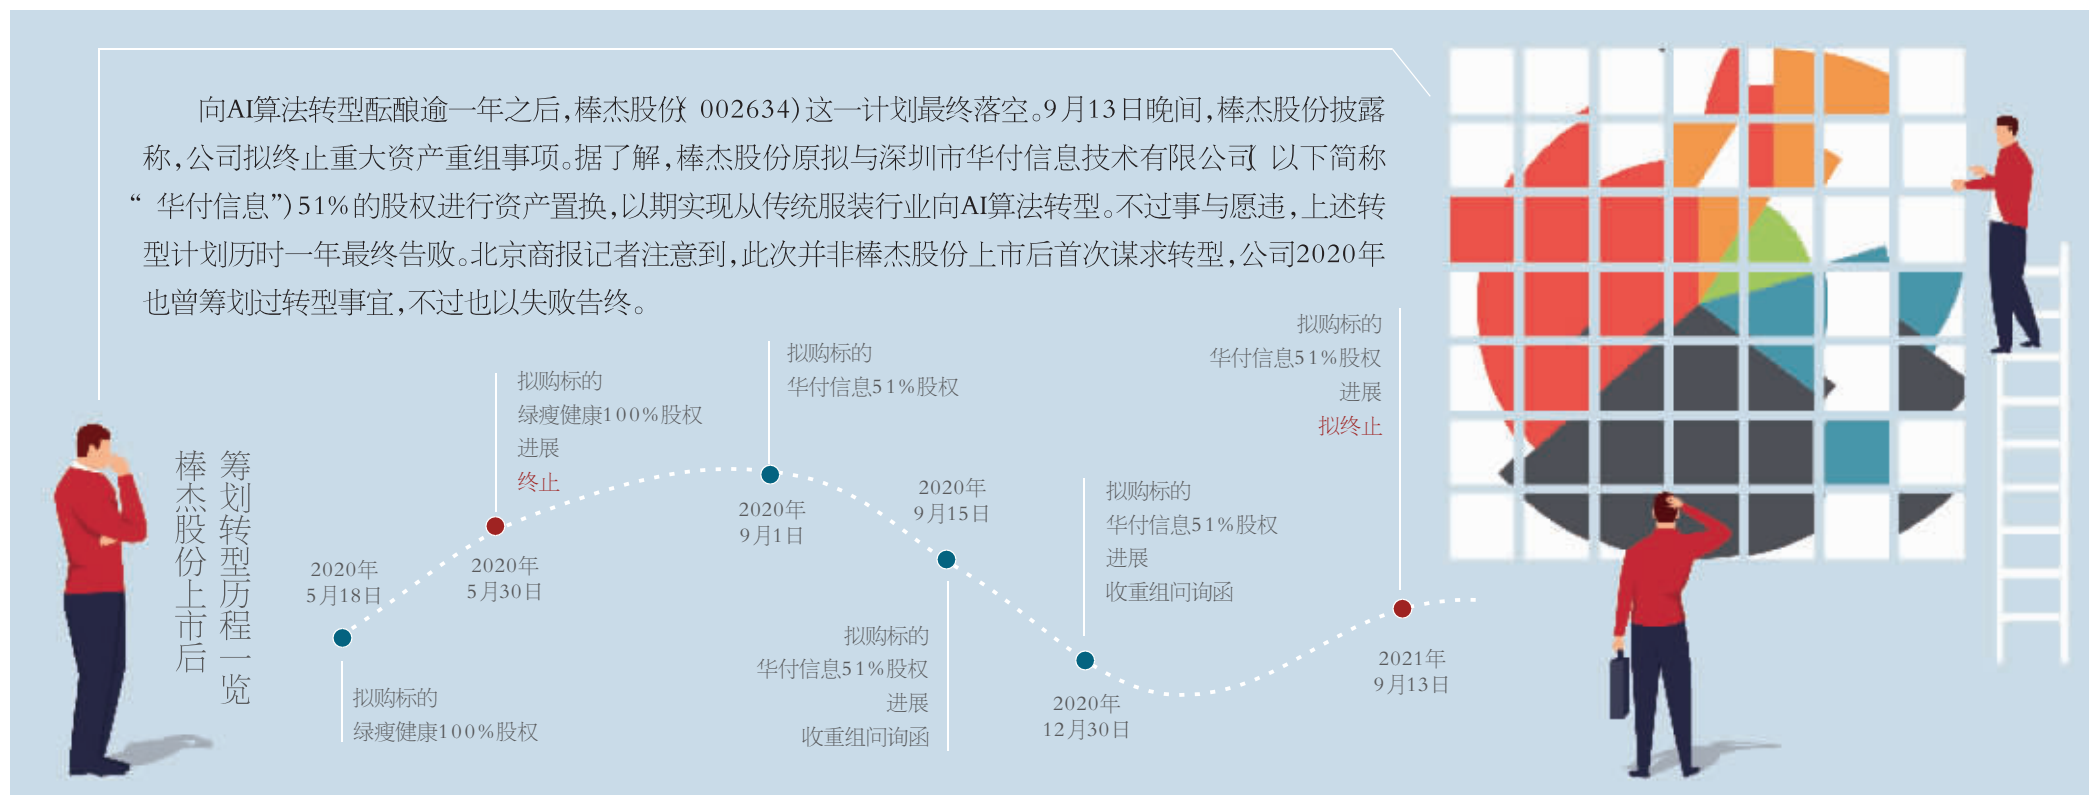 向AI算法转型酝酿逾一年之后,棒杰股份(002634)这一计划最终落空。9月13日晚间,棒杰股份披露
称,公司拟终止重大资产重组事项。据了解,棒杰股份原拟与深圳市华付信息技术有限公司(以下简称
“华付信息”)51%的股权进行资产置换,以期实现从传统服装行业向AI算法转型。不过事与愿违,上述转
型计划历时一年最终告败。北京商报记者注意到,此次并非棒杰股份上市后首次谋求转型,公司2020年
也曾筹划过转型事宜,不过也以失败告终。
棒杰股份上市后
筹划转型历程一览
2020年
5月18日
拟购标的
绿瘦健康100%股权
拟购标的
绿瘦健康100%股权
进展
终止
2020年
5月30日
拟购标的
华付信息51%股权
2020年
9月1日
2020年
9月15日
拟购标的
华付信息51%股权
进展
收重组问询函
拟购标的
华付信息51%股权
进展
收重组问询函
2020年
12月30日
拟购标的
华付信息51%股权
进展
拟终止
2021年
9月13日